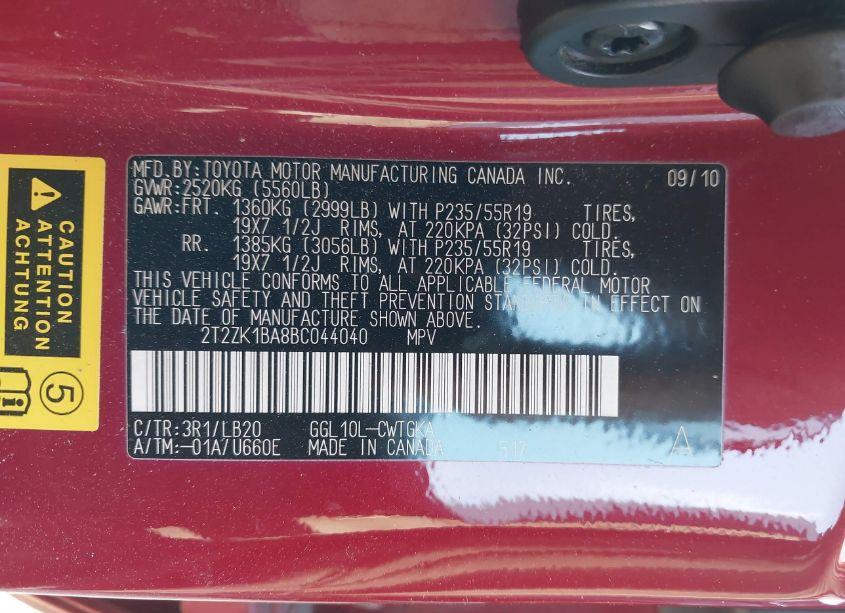 MFD.BY:TOYOTA MOTOR MANUFACTURING CANADA INC. 09/10
GVWR:2520KG (5560LB)
GAWR:FRT. 1360KG (2999LB) WITH P235/55R19 TIRES,
19X7 1/2J RIMS, AT 220KPA (32PSI) COLD.
RR. 1385KG (3056LB) WITH P235/55R19 TIRES,
19X7 1/2J RIMS, AT 220KPA (32PSI) COLD.
THIS VEHICLE CONFORMS TO ALL APPLICABLE FEDERAL MOTOR
VEHICLE SAFETY AND THEFT PREVENTION STANDARDS IN EFFECT ON
THE DATE OF MANUFACTURE SHOWN ABOVE.
2T2ZK1BA8BC044040 MPV
C/TR:3R1/LB20 GGL10L-CWTGKA
A/TM:-01A/U660E MADE IN CANADA 517 A
CAUTION
ATTENTION
ACHTUNG
5